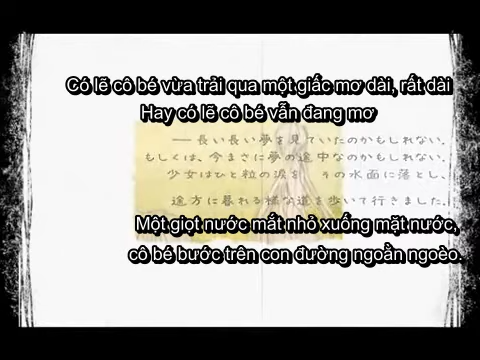 Có lẽ cô bé vừa trải qua một giấc mơ dài, rất dài
Hay có lẽ cô bé vẫn đang mơ
── 長い長い夢を見ていたのかもしれない。
もしくは、今まさに夢の途中なのかもしれない。
少女はひと粒の涙を その水面に落とし、
途方に暮れる様な道を歩いて行きました。
Một giọt nước mắt nhỏ xuống mặt nước,
cô bé bước trên con đường ngoằn ngoèo.